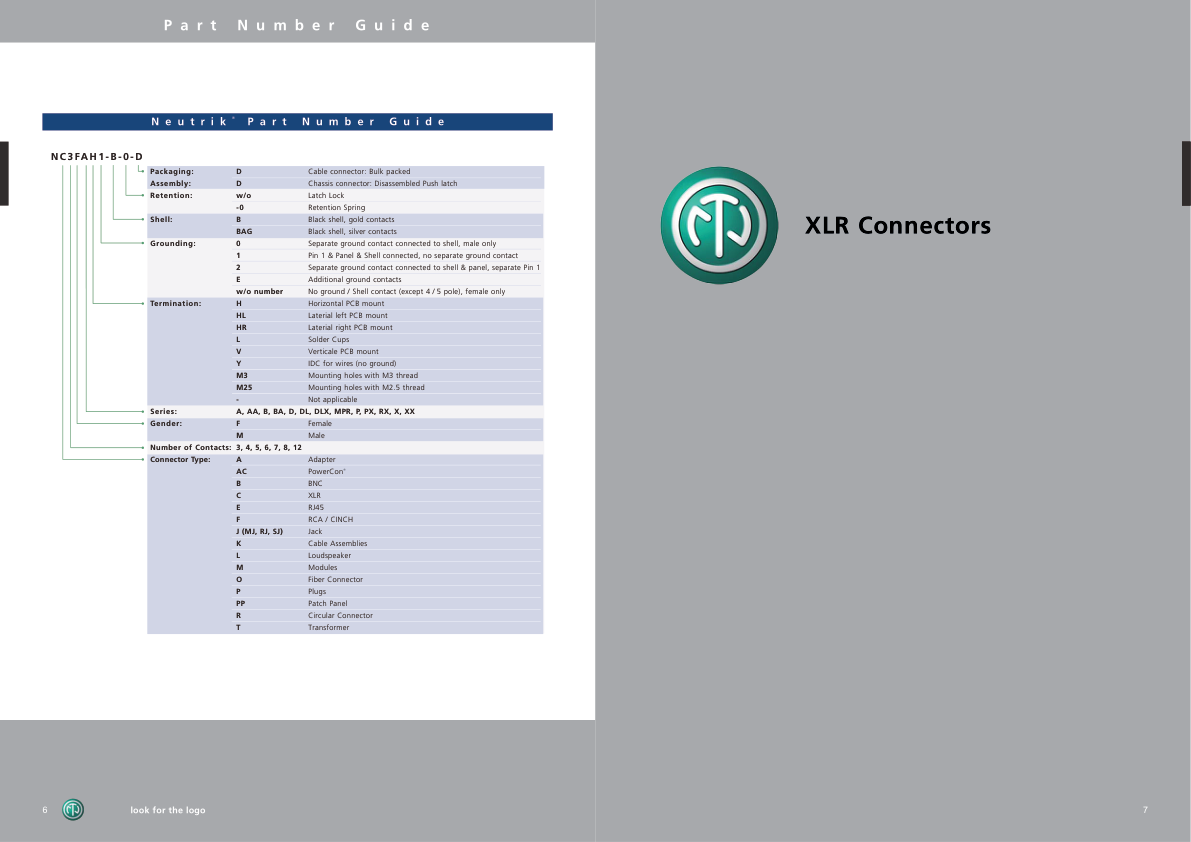 Part Number Guide
Neutrik® Part Number Guide
NC3FAH1-B-0-D
Packaging: D Cable connector: Bulk packed
Assembly: D Chassis connector: Disassembled Push latch
Retention: w/o Latch Lock
-0 Retention Spring
Shell: B Black shell, gold contacts
BAG Black shell, silver contacts
Grounding: 0 Separate ground contact connected to shell, male only
1 Pin 1 & Panel & Shell connected, no separate ground contact
2 Separate ground contact connected to shell & panel, separate Pin 1
E Additional ground contacts
w/o number No ground / Shell contact (except 4 / 5 pole), female only
Termination: H Horizontal PCB mount
HL Laterial left PCB mount
HR Laterial right PCB mount
L Solder Cups
V Verticale PCB mount
Y IDC for wires (no ground)
M3 Mounting holes with M3 thread
M25 Mounting holes with M2.5 thread
- Not applicable
Series: A, AA, B, BA, D, DL, DLX, MPR, P, PX, RX, X, XX
Gender: F Female
M Male
Number of Contacts: 3, 4, 5, 6, 7, 8, 12
Connector Type: A Adapter
AC PowerCon®
B BNC
C XLR
E RJ45
F RCA / CINCH
J (MJ, RJ, SJ) Jack
K Cable Assemblies
L Loudspeaker
M Modules
O Fiber Connector
P Plugs
PP Patch Panel
R Circular Connector
T Transformer
6 look for the logo
XLR Connectors
7